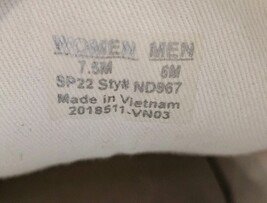 WOMEN MEN
7.5M 6M
SP22 Sty# ND967
Made in Vietnam
2018511-VN03